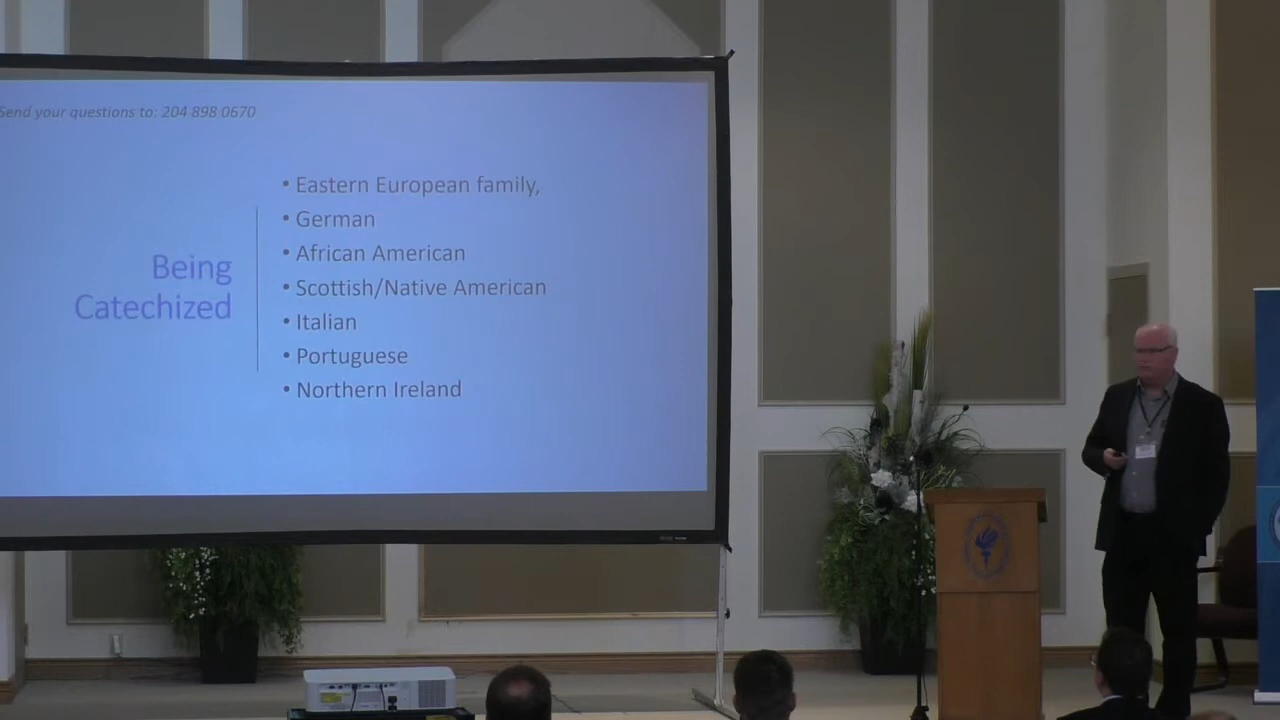 Send your questions to: 204 898 0670
Being
Catechized
• Eastern European family,
• German
• African American
• Scottish/Native American
• Italian
• Portuguese
• Northern Ireland